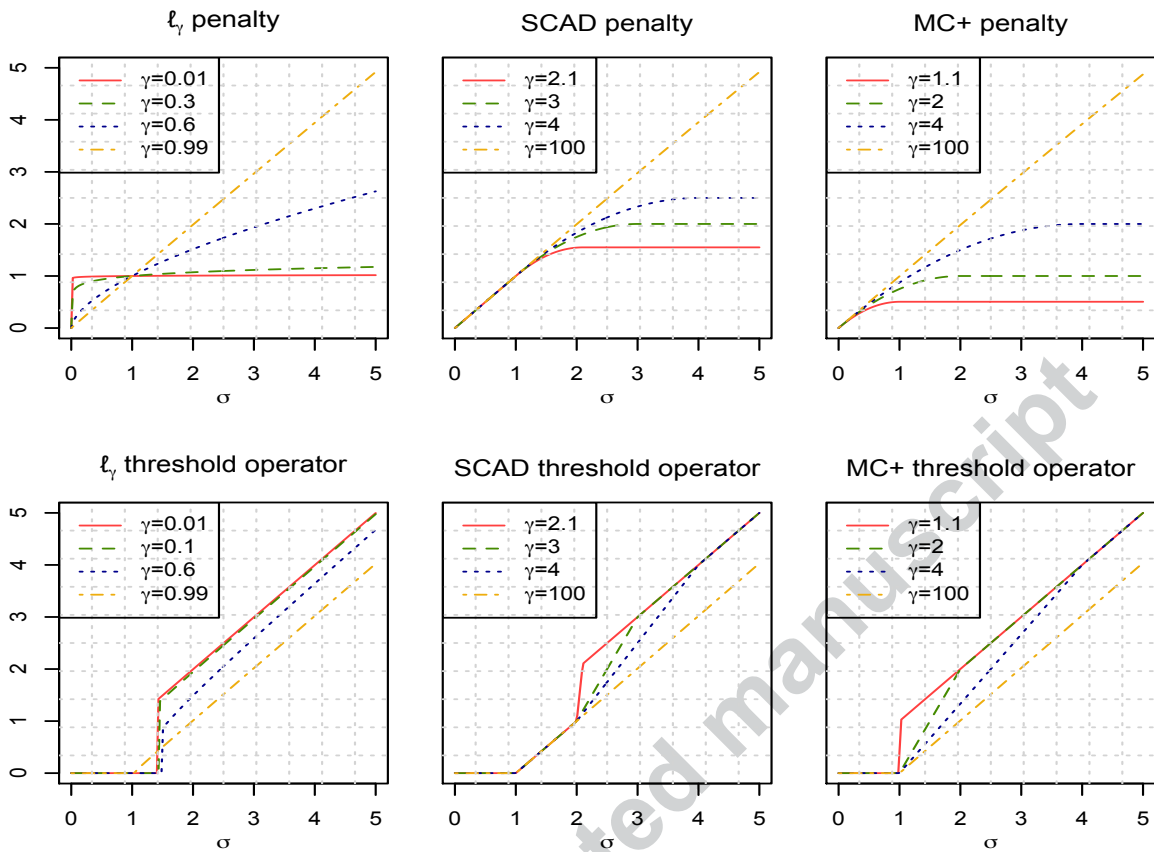 ℓγ penalty
5
4
3
2
1
0
γ=0.01
γ=0.3
γ=0.6
γ=0.99
0 1 2 3 4 5
σ
SCAD penalty
γ=2.1
γ=3
γ=4
γ=100
0 1 2 3 4 5
σ
MC+ penalty
γ=1.1
γ=2
γ=4
γ=100
0 1 2 3 4 5
σ
ℓγ threshold operator
5
4
3
2
1
0
γ=0.01
γ=0.1
γ=0.6
γ=0.99
0 1 2 3 4 5
σ
SCAD threshold operator
γ=2.1
γ=3
γ=4
γ=100
0 1 2 3 4 5
σ
MC+ threshold operator
γ=1.1
γ=2
γ=4
γ=100
0 1 2 3 4 5
σ
ted manuscript